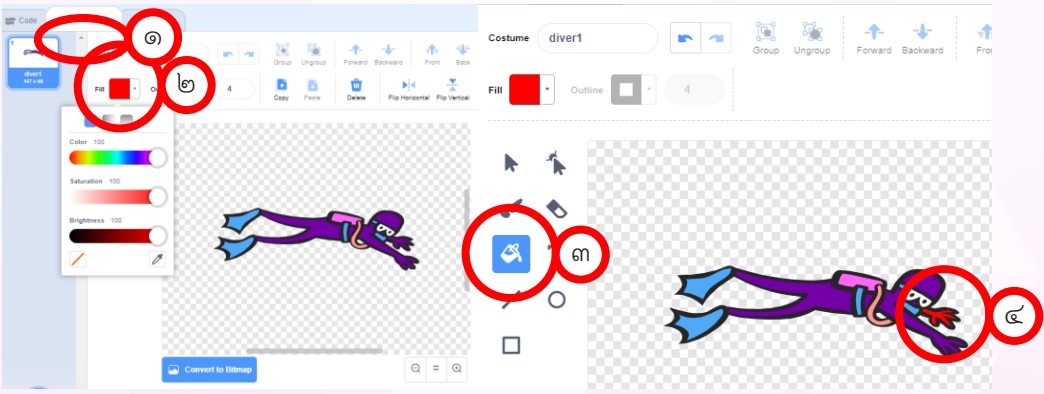 Code
๑
1
diver1
147 x 46
Group Ungroup Forward Backward Front Back
Fill
๒
4
Copy Paste Delete Flip Horizontal Flip Vertical
Color 100
Saturation 100
Brightness 100
Convert to Bitmap
=
Costume diver1
Group Ungroup Forward Backward
Fill Outline 4
๓
๔